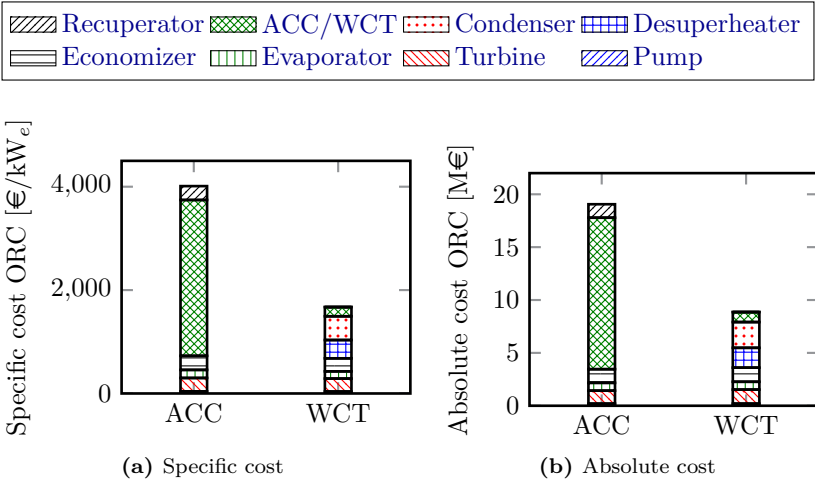 Recuperator ACC/WCT Condenser Desuperheater
Economizer Evaporator Turbine Pump
Specific cost ORC [€/kWe]
4,000
2,000
0
ACC WCT
(a) Specific cost
Absolute cost ORC [M€]
20
15
10
5
0
ACC WCT
(b) Absolute cost